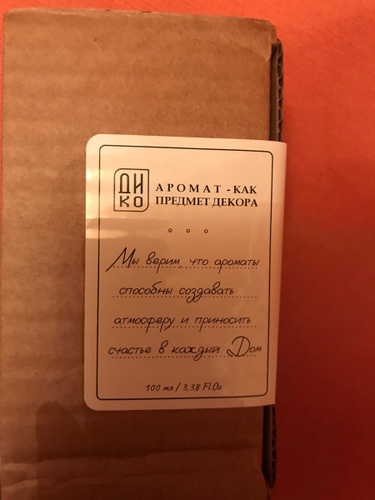 ДИ
КО
АРОМАТ - КАК
ПРЕДМЕТ ДЕКОРА
Мы верим, что ароматы
способны создавать
атмосферу и приносить
счастье в каждый Дом
100 мл / 3,38 Fl.Oz